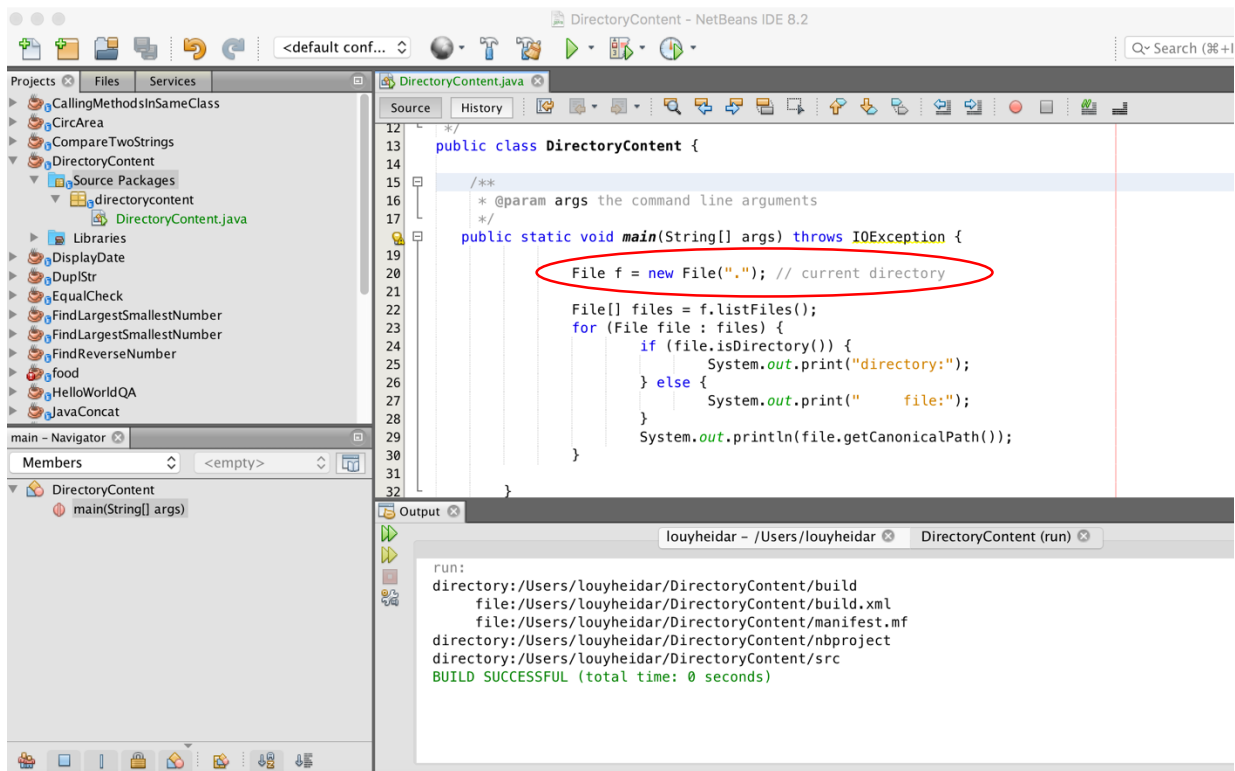 DirectoryContent - NetBeans IDE 8.2
<default conf...
Search (⌘+I
Projects Files Services
CallingMethodsInSameClass
CircArea
CompareTwoStrings
DirectoryContent
Source Packages
directorycontent
DirectoryContent.java
Libraries
DisplayDate
DuplStr
EqualCheck
FindLargestSmallestNumber
FindLargestSmallestNumber
FindReverseNumber
food
HelloWorldQA
JavaConcat
main - Navigator
Members <empty>
DirectoryContent
main(String[] args)
DirectoryContent.java
Source History
12 */
13 public class DirectoryContent {
14
15 /**
16 * @param args the command line arguments
17 */
public static void main(String[] args) throws IOException {
19
20 File f = new File("."); // current directory
21
22 File[] files = f.listFiles();
23 for (File file : files) {
24 if (file.isDirectory()) {
25 System.out.print("directory:");
26 } else {
27 System.out.print("     file:");
28 }
29 System.out.println(file.getCanonicalPath());
30 }
31
32 }
Output
louyheidar - /Users/louyheidar DirectoryContent (run)
run:
directory:/Users/louyheidar/DirectoryContent/build
     file:/Users/louyheidar/DirectoryContent/build.xml
     file:/Users/louyheidar/DirectoryContent/manifest.mf
directory:/Users/louyheidar/DirectoryContent/nbproject
directory:/Users/louyheidar/DirectoryContent/src
BUILD SUCCESSFUL (total time: 0 seconds)